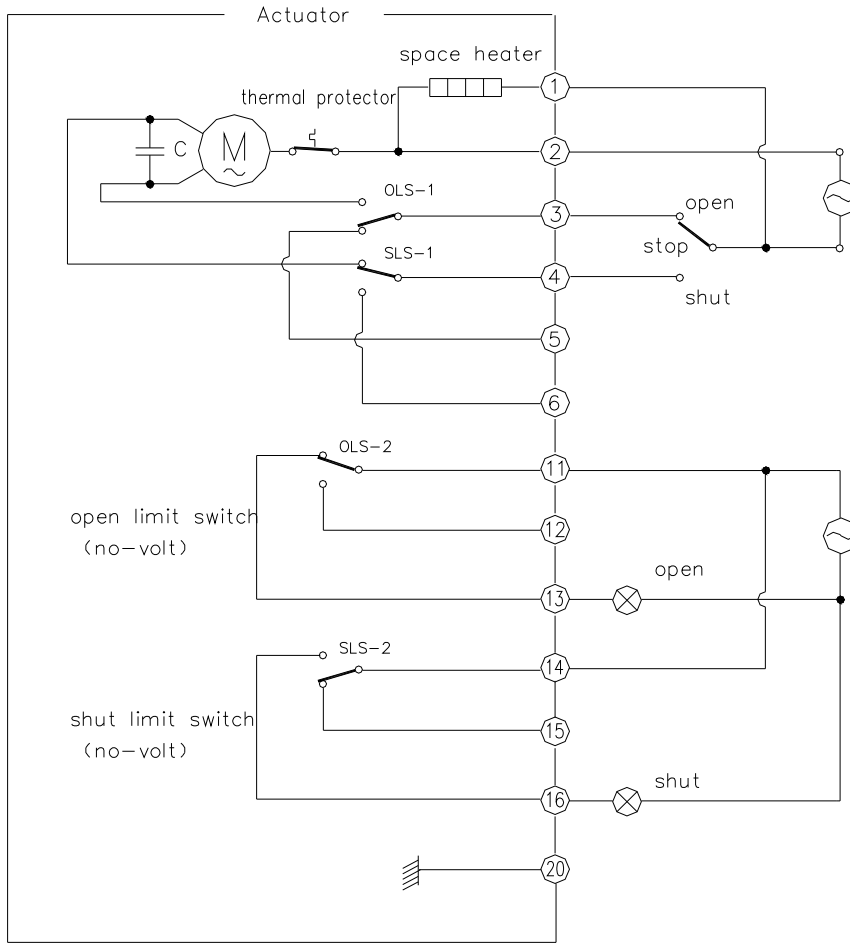 Actuator
space heater
1
thermal protector
C
M
2
OLS-1
3
open
stop
SLS-1
4
shut
5
6
OLS-2
11
open limit switch
(no-volt)
12
open
13
SLS-2
14
shut limit switch
(no-volt)
15
shut
16
20